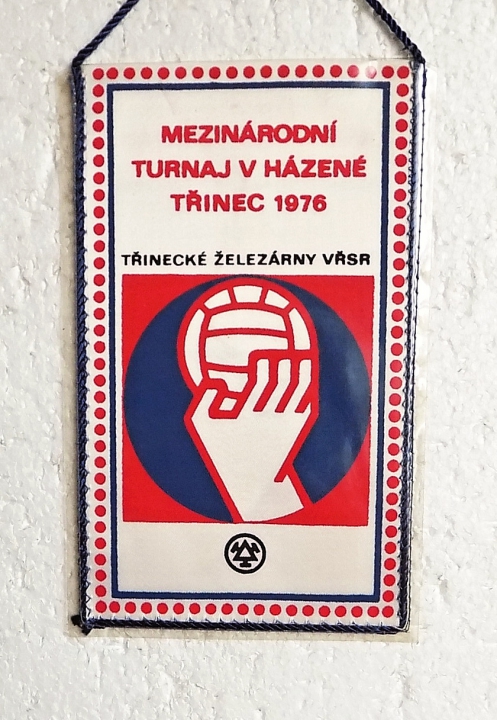 MEZINÁRODNÍ
TURNAJ V HÁZENÉ
TŘINEC 1976
TŘINECKÉ ŽELEZÁRNY VŘSR